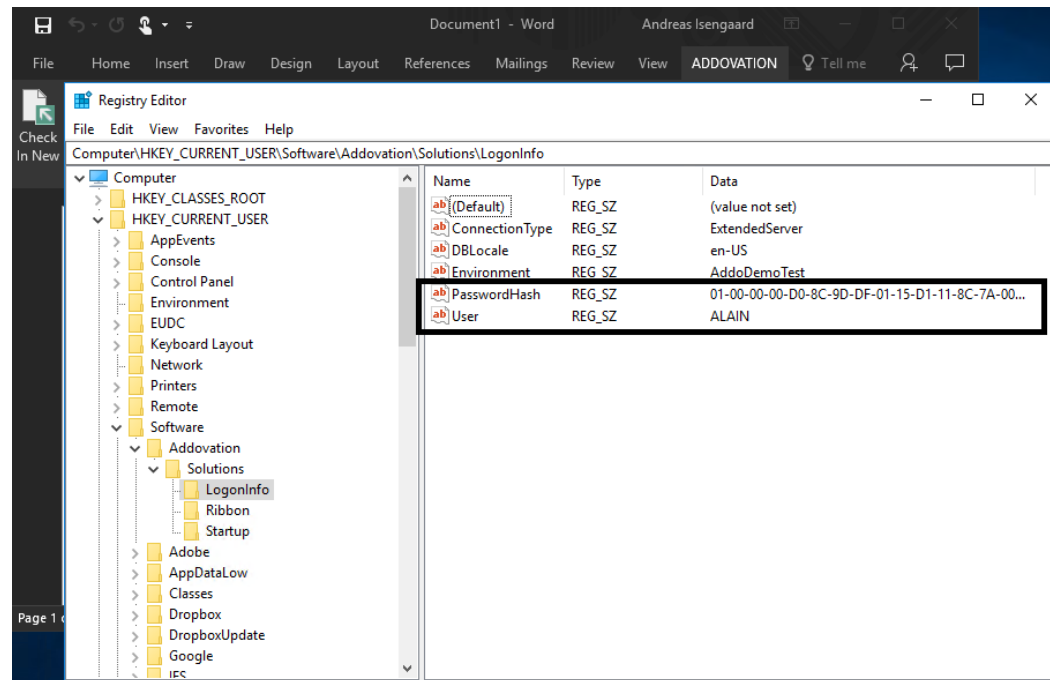 Document1 - Word Andreas Isengaard
File Home Insert Draw Design Layout References Mailings Review View ADDOVATION Tell me
Check
In New
Registry Editor
File Edit View Favorites Help
Computer\HKEY_CURRENT_USER\Software\Addovation\Solutions\LogonInfo
Computer
HKEY_CLASSES_ROOT
HKEY_CURRENT_USER
AppEvents
Console
Control Panel
Environment
EUDC
Keyboard Layout
Network
Printers
Remote
Software
Addovation
Solutions
LogonInfo
Ribbon
Startup
Adobe
AppDataLow
Classes
Dropbox
DropboxUpdate
Google
IFS
Name Type Data
(Default) REG_SZ (value not set)
ConnectionType REG_SZ ExtendedServer
DBLocale REG_SZ en-US
Environment REG_SZ AddoDemoTest
PasswordHash REG_SZ 01-00-00-00-D0-8C-9D-DF-01-15-D1-11-8C-7A-00...
User REG_SZ ALAIN
Page 1